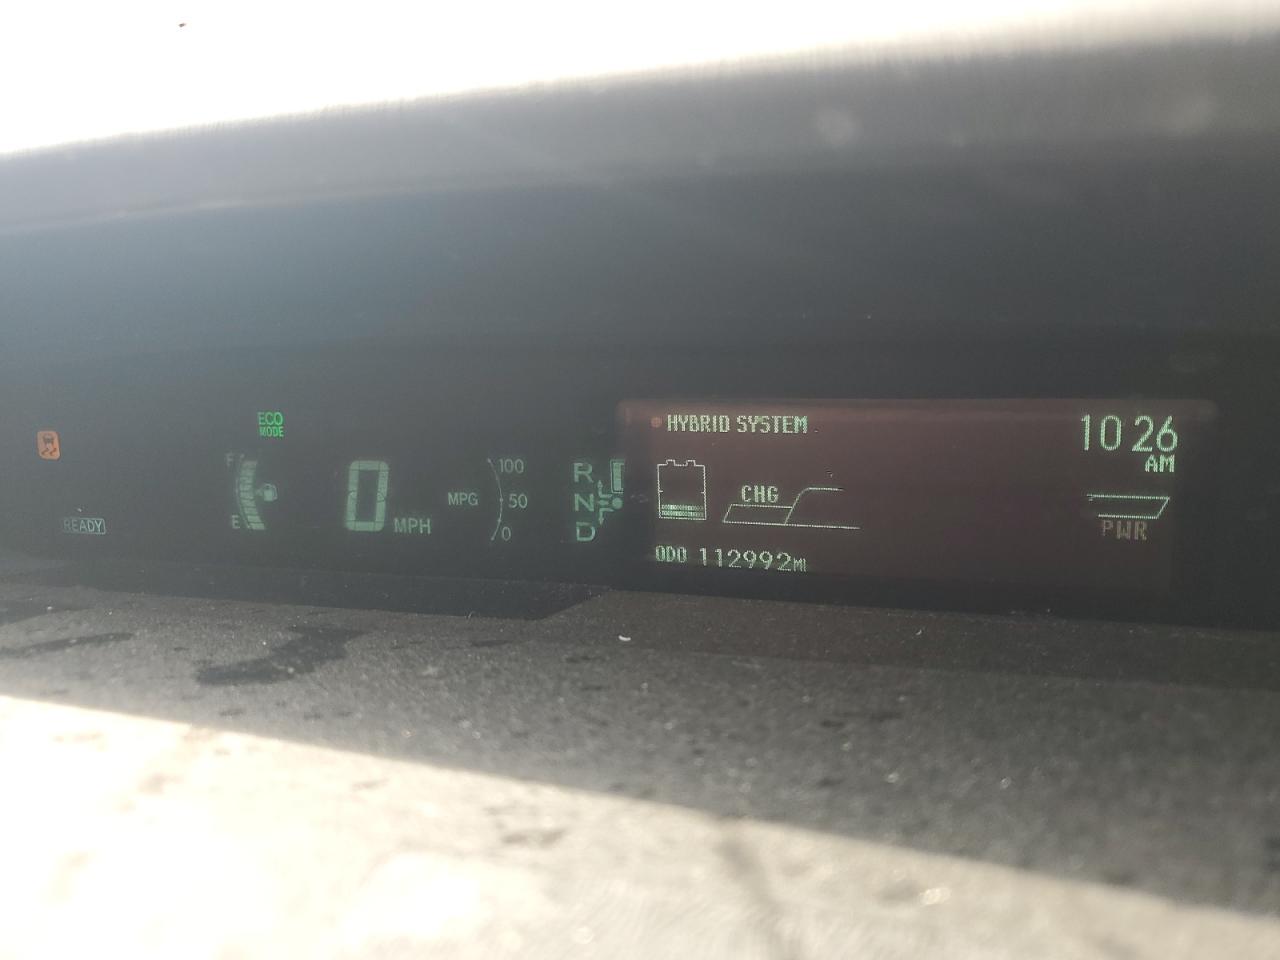 ECO
MODE
READY
F
E
0
MPH
MPG
100
50
0
R
N
D
HYBRID SYSTEM
10 26
AM
CHG
PWR
ODO 112992MI